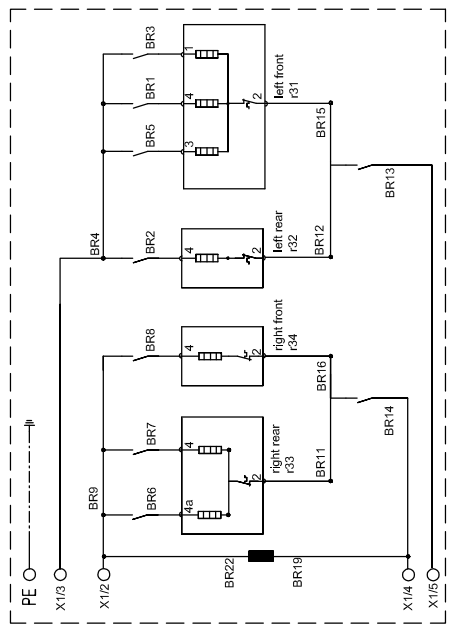 BR3
1
BR1
4
BR5
3
2
left front
r31
BR15
BR13
BR4
BR2
4
2
left rear
r32
BR12
BR8
4
2
right front
r34
BR16
BR14
BR7
4
BR9
BR6
4a
2
right rear
r33
BR11
BR22
BR19
PE
X1/3
X1/2
X1/4
X1/5